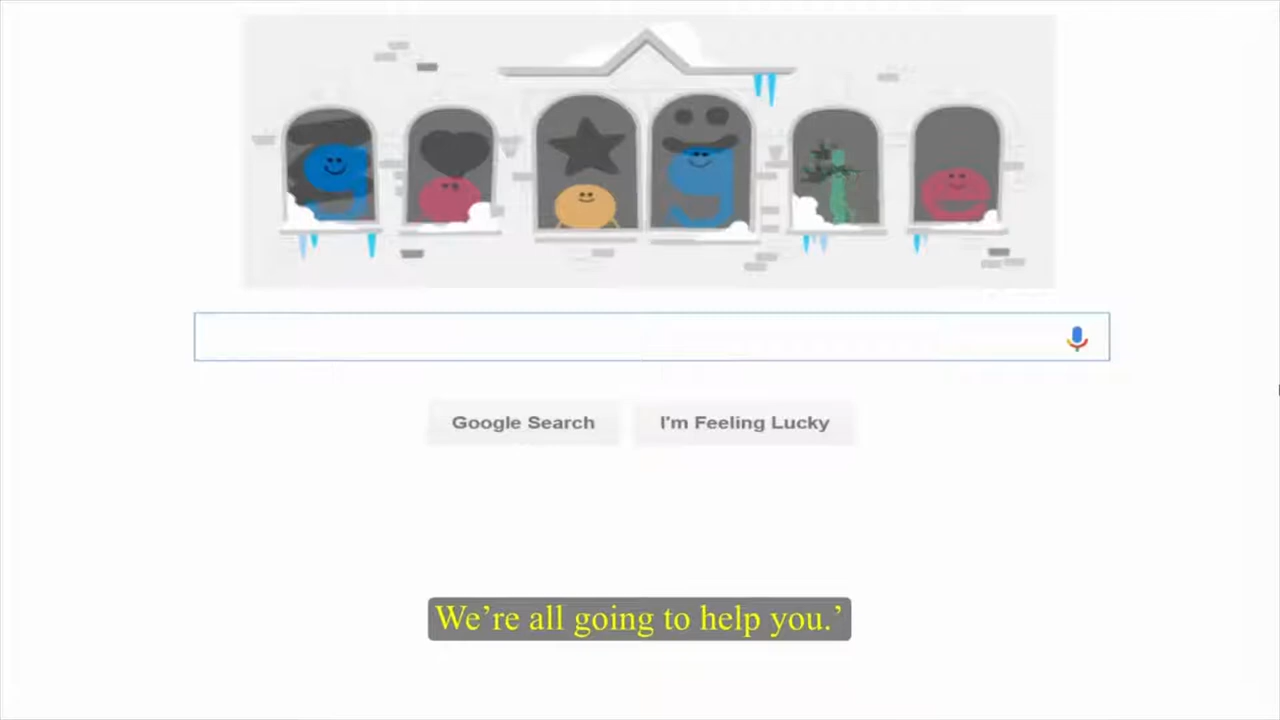 Google Search
I'm Feeling Lucky
We’re all going to help you.’